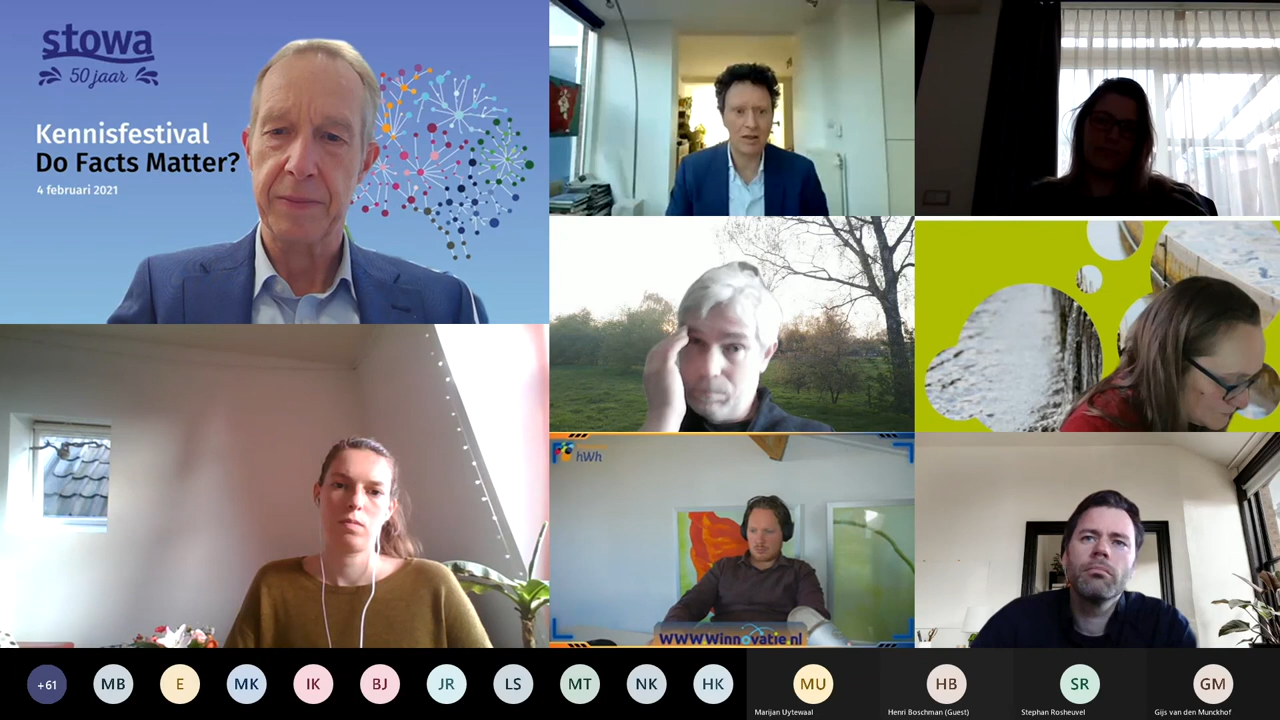 stowa
50 jaar
Kennisfestival
Do Facts Matter?
4 februari 2021
hWh
WWWWinnovatie.nl
+61
MB
E
MK
IK
BJ
JR
LS
MT
NK
HK
MU
HB
SR
GM
Marijan Uytewaal
Henri Boschman (Guest)
Stephan Rosheuvel
Gijs van den Munckhof